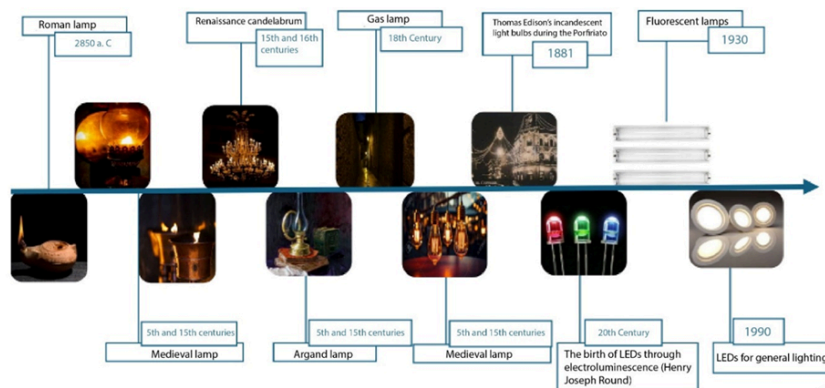 Roman lamp
2850 a. C
Renaissance candelabrum
15th and 16th
centuries
Gas lamp
18th Century
Thomas Edison's incandescent
light bulbs during the Porfiriato
1881
Fluorescent lamps
1930
5th and 15th centuries
Medieval lamp
5th and 15th centuries
Argand lamp
5th and 15th centuries
Medieval lamp
20th Century
The birth of LEDs through
electroluminescence (Henry
Joseph Round)
1990
LEDs for general lighting